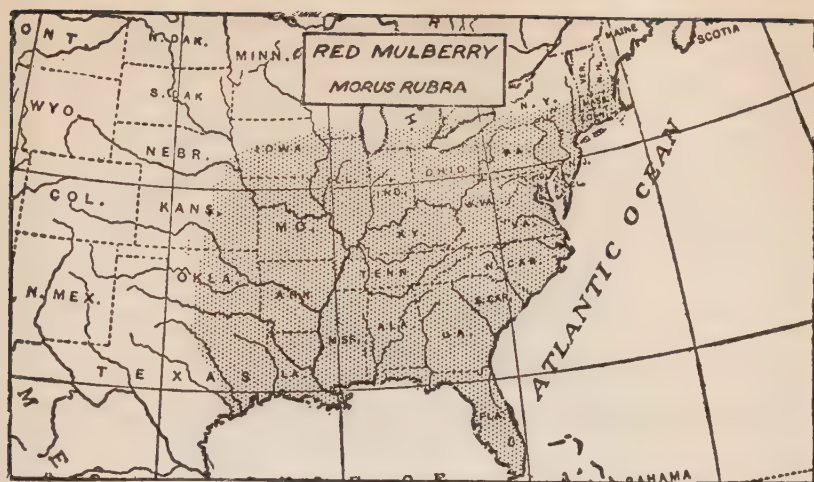 ONT.
N. DAK.
MINN.
RED MULBERRY
MORUS RUBRA
MAINE
SCOTIA
VER.
N.H.
MASS.
CON.
N.Y.
S. DAK
WYO.
NEBR.
IOWA
ILL.
IND.
OHIO
PA.
COL.
KANS.
MO.
KY.
W.VA.
VA.
N. MEX.
OKLA.
ARK.
TENN.
N. CAR.
S. CAR.
MISS.
ALA.
GA.
TEXAS
LA.
FLA.
ATLANTIC OCEAN
BAHAMA